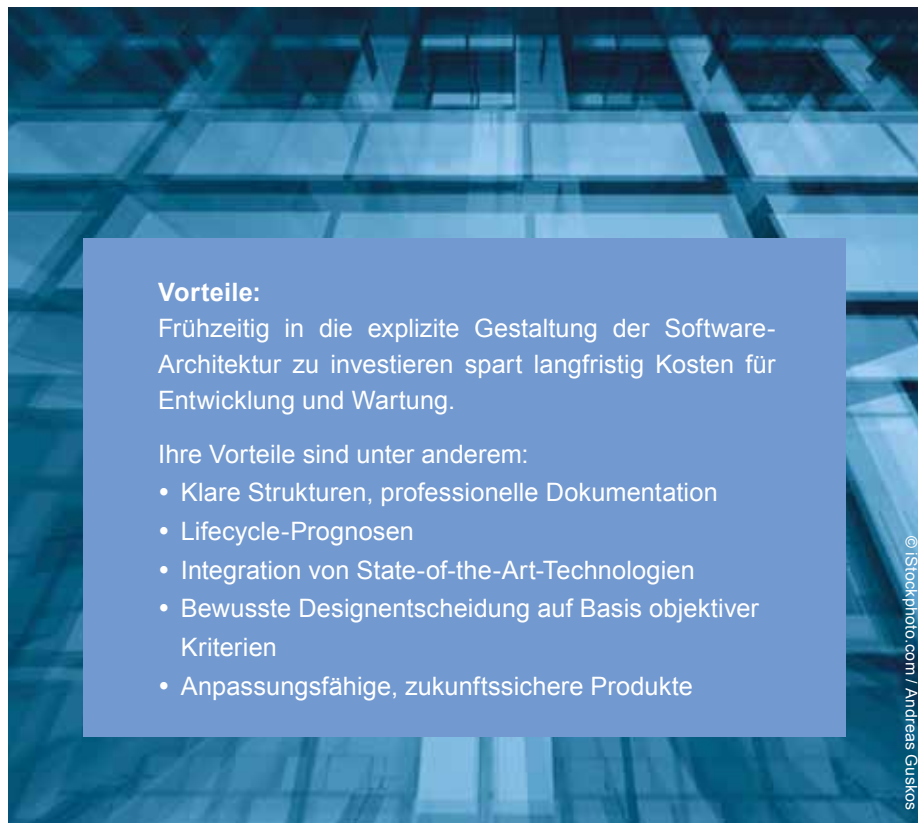 Vorteile:
Frühzeitig in die explizite Gestaltung der Software-
Architektur zu investieren spart langfristig Kosten für
Entwicklung und Wartung.
Ihre Vorteile sind unter anderem:
• Klare Strukturen, professionelle Dokumentation
• Lifecycle-Prognosen
• Integration von State-of-the-Art-Technologien
• Bewusste Designentscheidung auf Basis objektiver
Kriterien
• Anpassungsfähige, zukunftssichere Produkte
© iStockphoto.com / Andreas Guskos